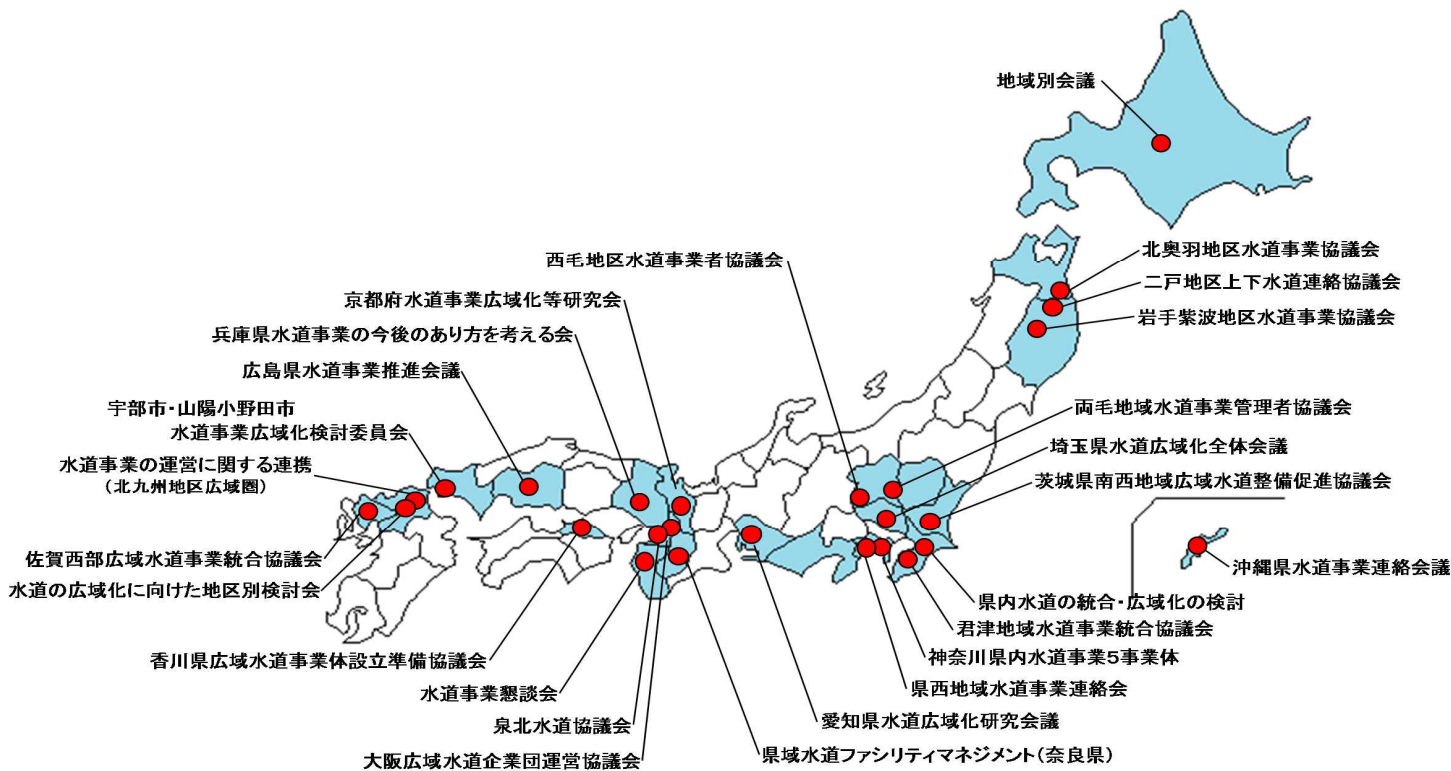 地域別会議
北奥羽地区水道事業協議会
二戸地区上下水道連絡協議会
岩手紫波地区水道事業協議会
西毛地区水道事業者協議会
京都府水道事業広域化等研究会
兵庫県水道事業の今後のあり方を考える会
広島県水道事業推進会議
宇部市・山陽小野田市
水道事業広域化検討委員会
水道事業の運営に関する連携
(北九州地区広域圏)
佐賀西部広域水道事業統合協議会
水道の広域化に向けた地区別検討会
香川県広域水道事業体設立準備協議会
水道事業懇談会
泉北水道協議会
大阪広域水道企業団運営協議会
両毛地域水道事業管理者協議会
埼玉県水道広域化全体会議
茨城県南西地域広域水道整備促進協議会
沖縄県水道事業連絡会議
県内水道の統合・広域化の検討
君津地域水道事業統合協議会
神奈川県内水道事業5事業体
県西地域水道事業連絡会
愛知県水道広域化研究会議
県域水道ファシリティマネジメント(奈良県)